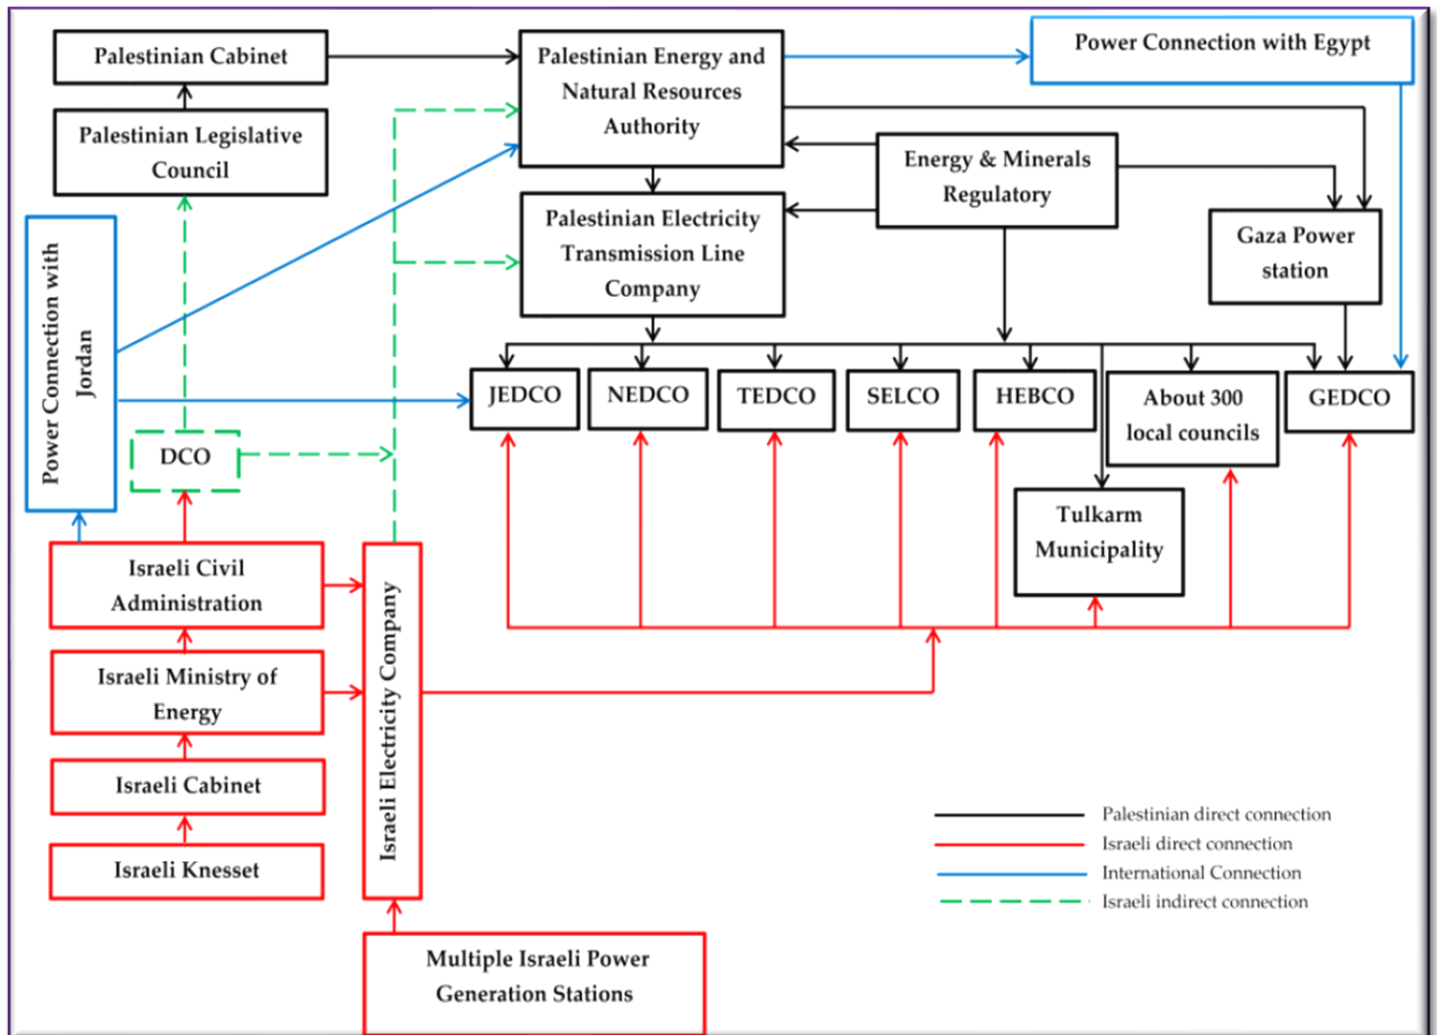 Palestinian Cabinet
Palestinian Energy and
Natural Resources
Authority
Power Connection with Egypt
Palestinian Legislative
Council
Energy & Minerals
Regulatory
Palestinian Electricity
Transmission Line
Company
Gaza Power
station
Power Connection with
Jordan
JEDCO
NEDCO
TEDCO
SELCO
HEBCO
About 300
local councils
GEDCO
DCO
Tulkarm
Municipality
Israeli Civil
Administration
Israeli Electricity Company
Israeli Ministry of
Energy
Israeli Cabinet
Israeli Knesset
Multiple Israeli Power
Generation Stations
Palestinian direct connection
Israeli direct connection
International Connection
Israeli indirect connection